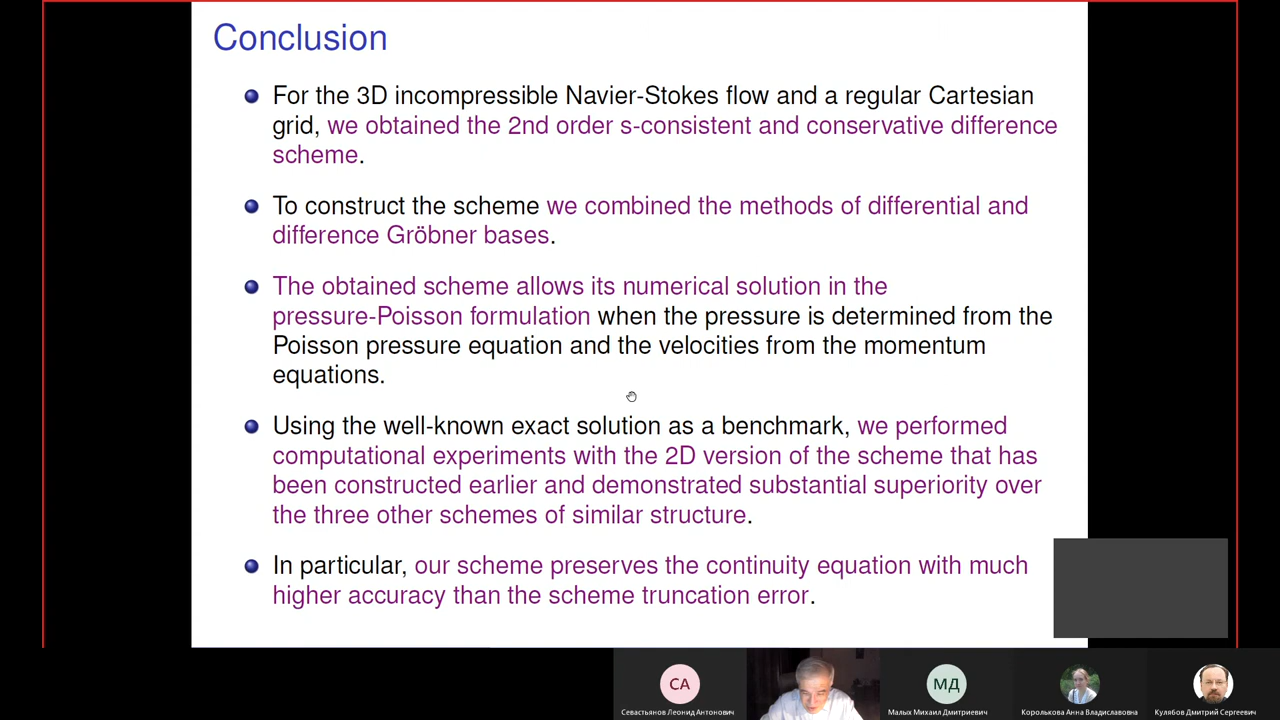 Conclusion
For the 3D incompressible Navier-Stokes flow and a regular Cartesian
grid, we obtained the 2nd order s-consistent and conservative difference
scheme.
To construct the scheme we combined the methods of differential and
difference Gröbner bases.
The obtained scheme allows its numerical solution in the
pressure-Poisson formulation when the pressure is determined from the
Poisson pressure equation and the velocities from the momentum
equations.
Using the well-known exact solution as a benchmark, we performed
computational experiments with the 2D version of the scheme that has
been constructed earlier and demonstrated substantial superiority over
the three other schemes of similar structure.
In particular, our scheme preserves the continuity equation with much
higher accuracy than the scheme truncation error.
СА
МД
Севастьянов Леонид Антонович
Малых Михаил Дмитриевич
Королькова Анна Владиславовна
Кулябов Дмитрий Сергеевич